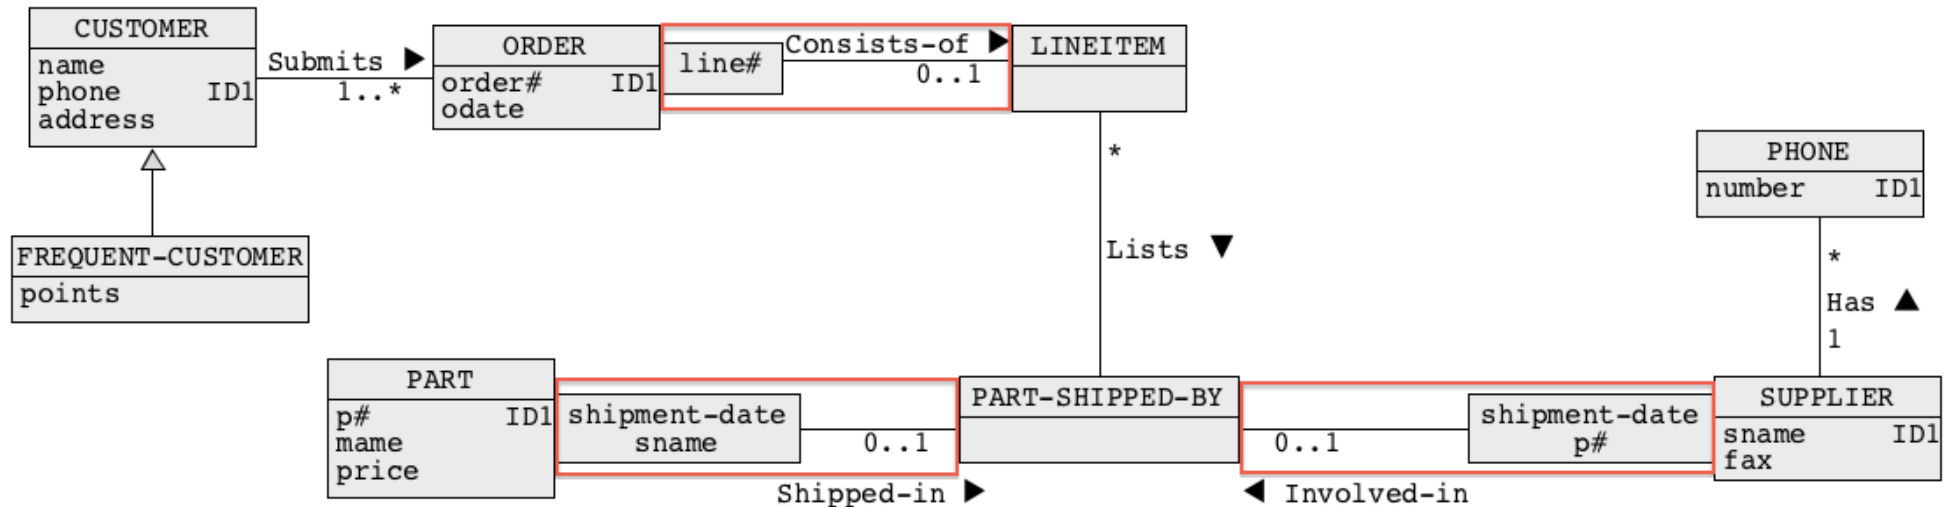 CUSTOMER
name
phone ID1
address
Submits ▶
1..*
ORDER
order# ID1
odate
line#
Consists-of ▶
0..1
LINEITEM
*
Lists ▼
PHONE
number ID1
*
Has ▲
1
FREQUENT-CUSTOMER
points
PART
p# ID1
mame
price
shipment-date
sname
0..1
Shipped-in ▶
PART-SHIPPED-BY
0..1
◀ Involved-in
shipment-date
p#
SUPPLIER
sname ID1
fax